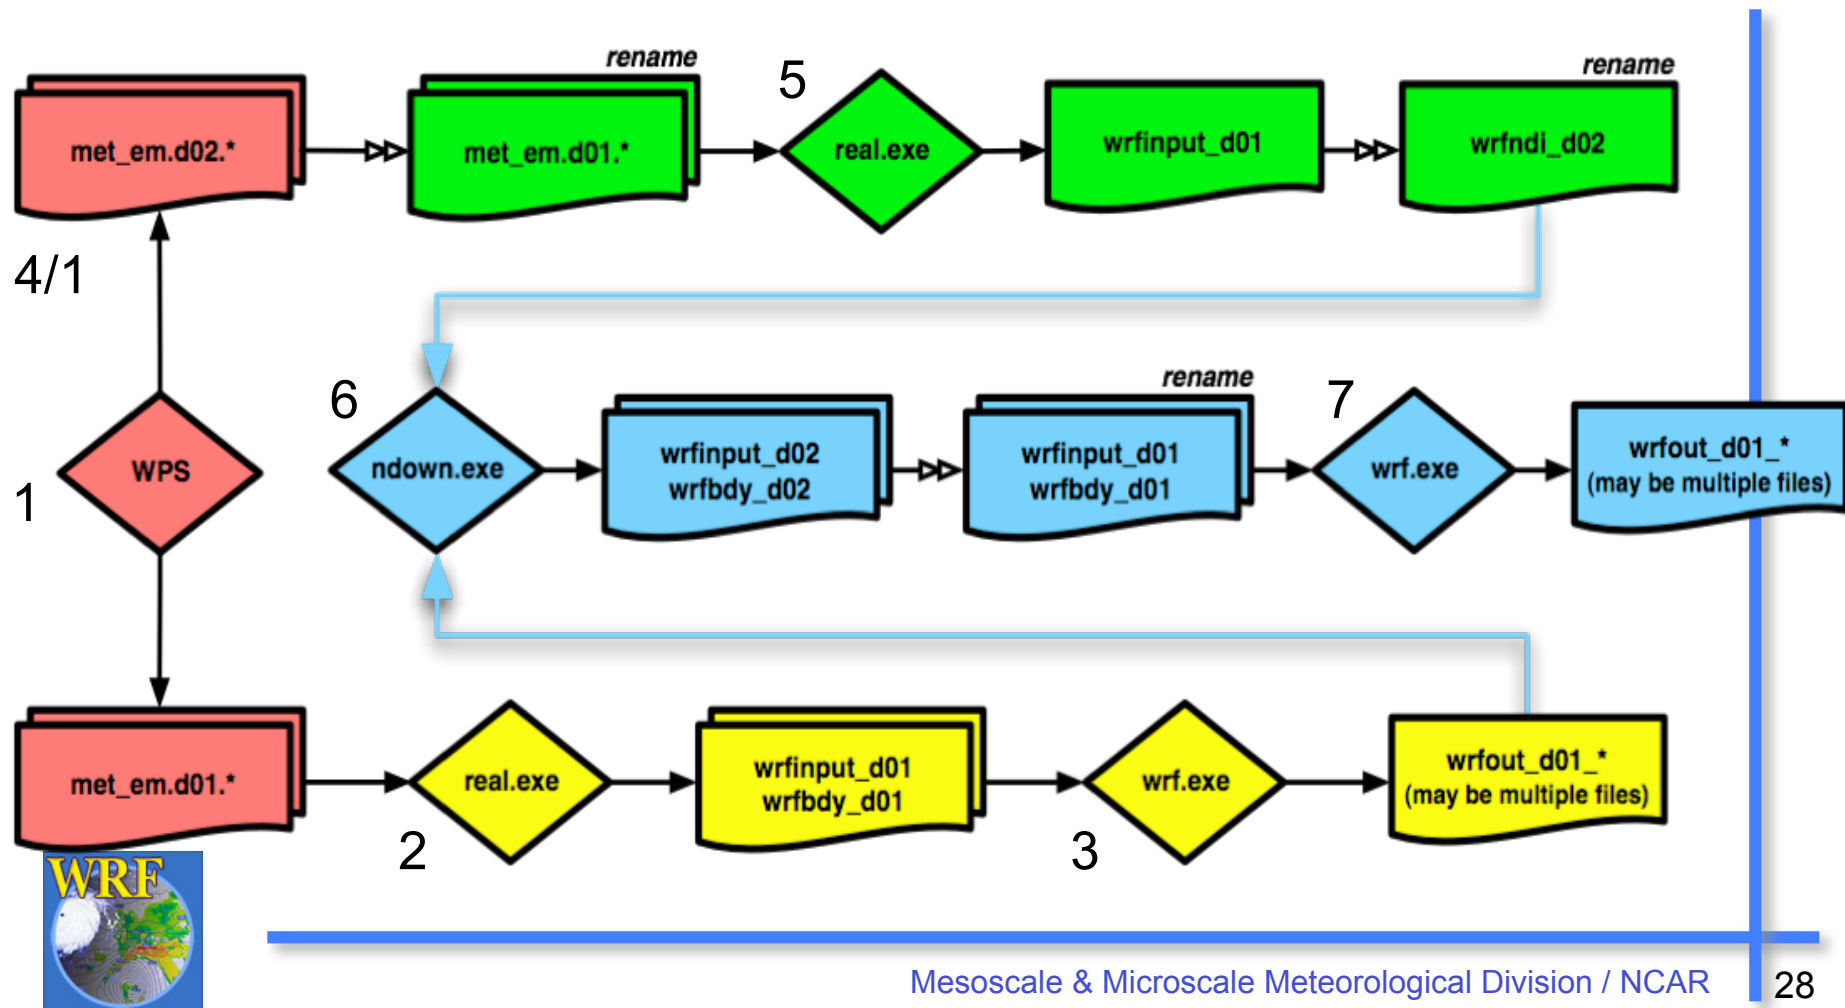 rename
5
rename
met_em.d02.*
met_em.d01.*
real.exe
wrfinput_d01
wrfndi_d02
4/1
rename
6
7
WPS
ndown.exe
wrfinput_d02
wrfbdy_d02
wrfinput_d01
wrfbdy_d01
wrf.exe
wrfout_d01_*
(may be multiple files)
1
met_em.d01.*
real.exe
wrfinput_d01
wrfbdy_d01
wrf.exe
wrfout_d01_*
(may be multiple files)
2
3
WRF
Mesoscale & Microscale Meteorological Division / NCAR
28